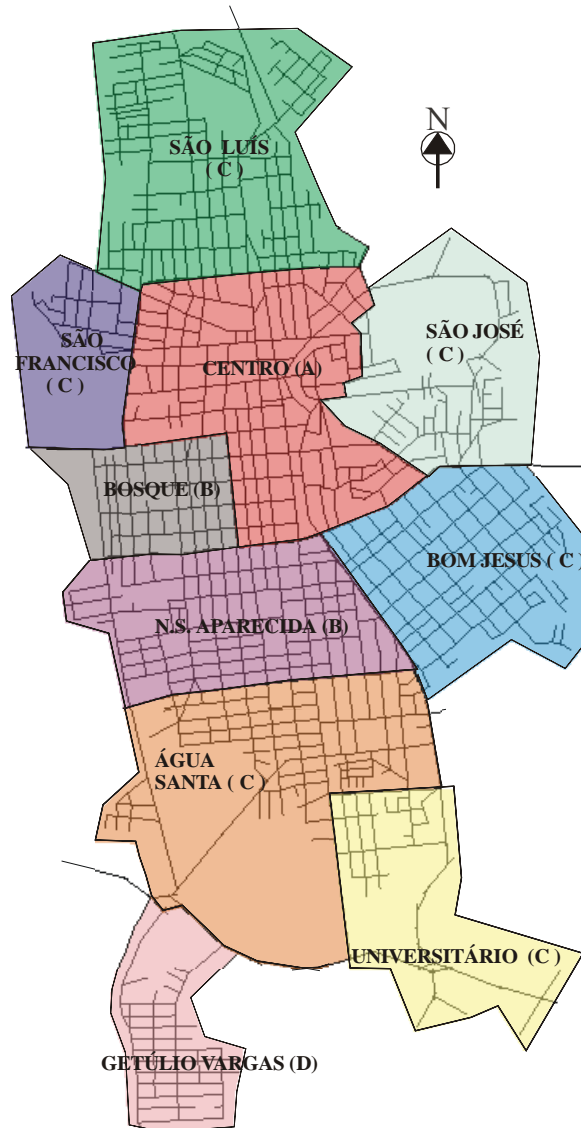 SÃO LUÍS
( C )
N
SÃO
FRANCISCO
( C )
CENTRO (A)
SÃO JOSÉ
( C )
BOSQUE (B)
BOM JESUS ( C )
N.S. APARECIDA (B)
ÁGUA
SANTA ( C )
UNIVERSITÁRIO (C)
GETÚLIO VARGAS (D)